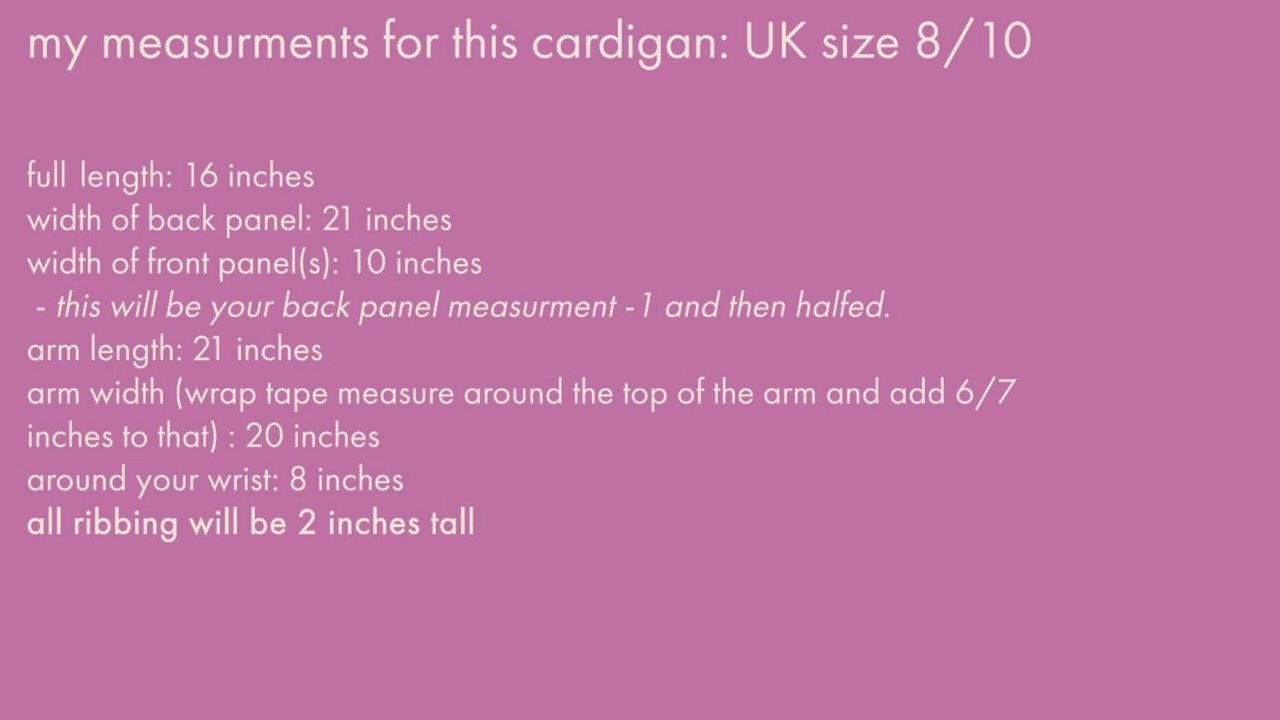 my measurments for this cardigan: UK size 8/10
full length: 16 inches
width of back panel: 21 inches
width of front panel(s): 10 inches
- this will be your back panel measurment -1 and then halfed.
arm length: 21 inches
arm width (wrap tape measure around the top of the arm and add 6/7
inches to that) : 20 inches
around your wrist: 8 inches
all ribbing will be 2 inches tall